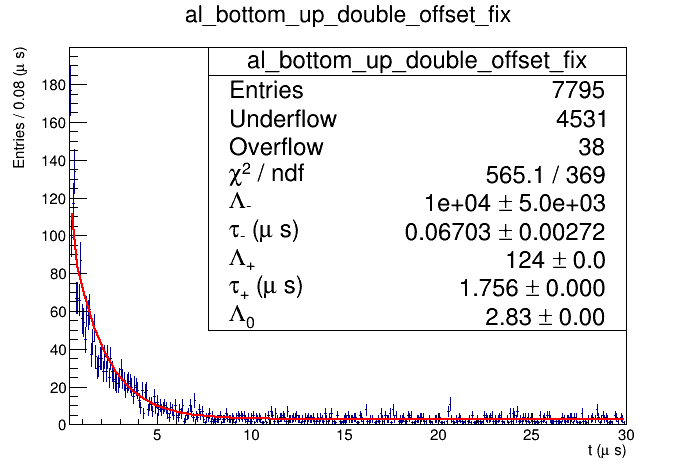 al_bottom_up_double_offset_fix
Entries / 0.08 (μ s)
al_bottom_up_double_offset_fix
Entries 7795
Underflow 4531
Overflow 38
χ² / ndf 565.1 / 369
Λ₋ 1e+04 ± 5.0e+03
τ₋ (μ s) 0.06703 ± 0.00272
Λ₊ 124 ± 0.0
τ₊ (μ s) 1.756 ± 0.000
Λ₀ 2.83 ± 0.00
180
160
140
120
100
80
60
40
20
0
5 10 15 20 25 30
t (μ s)